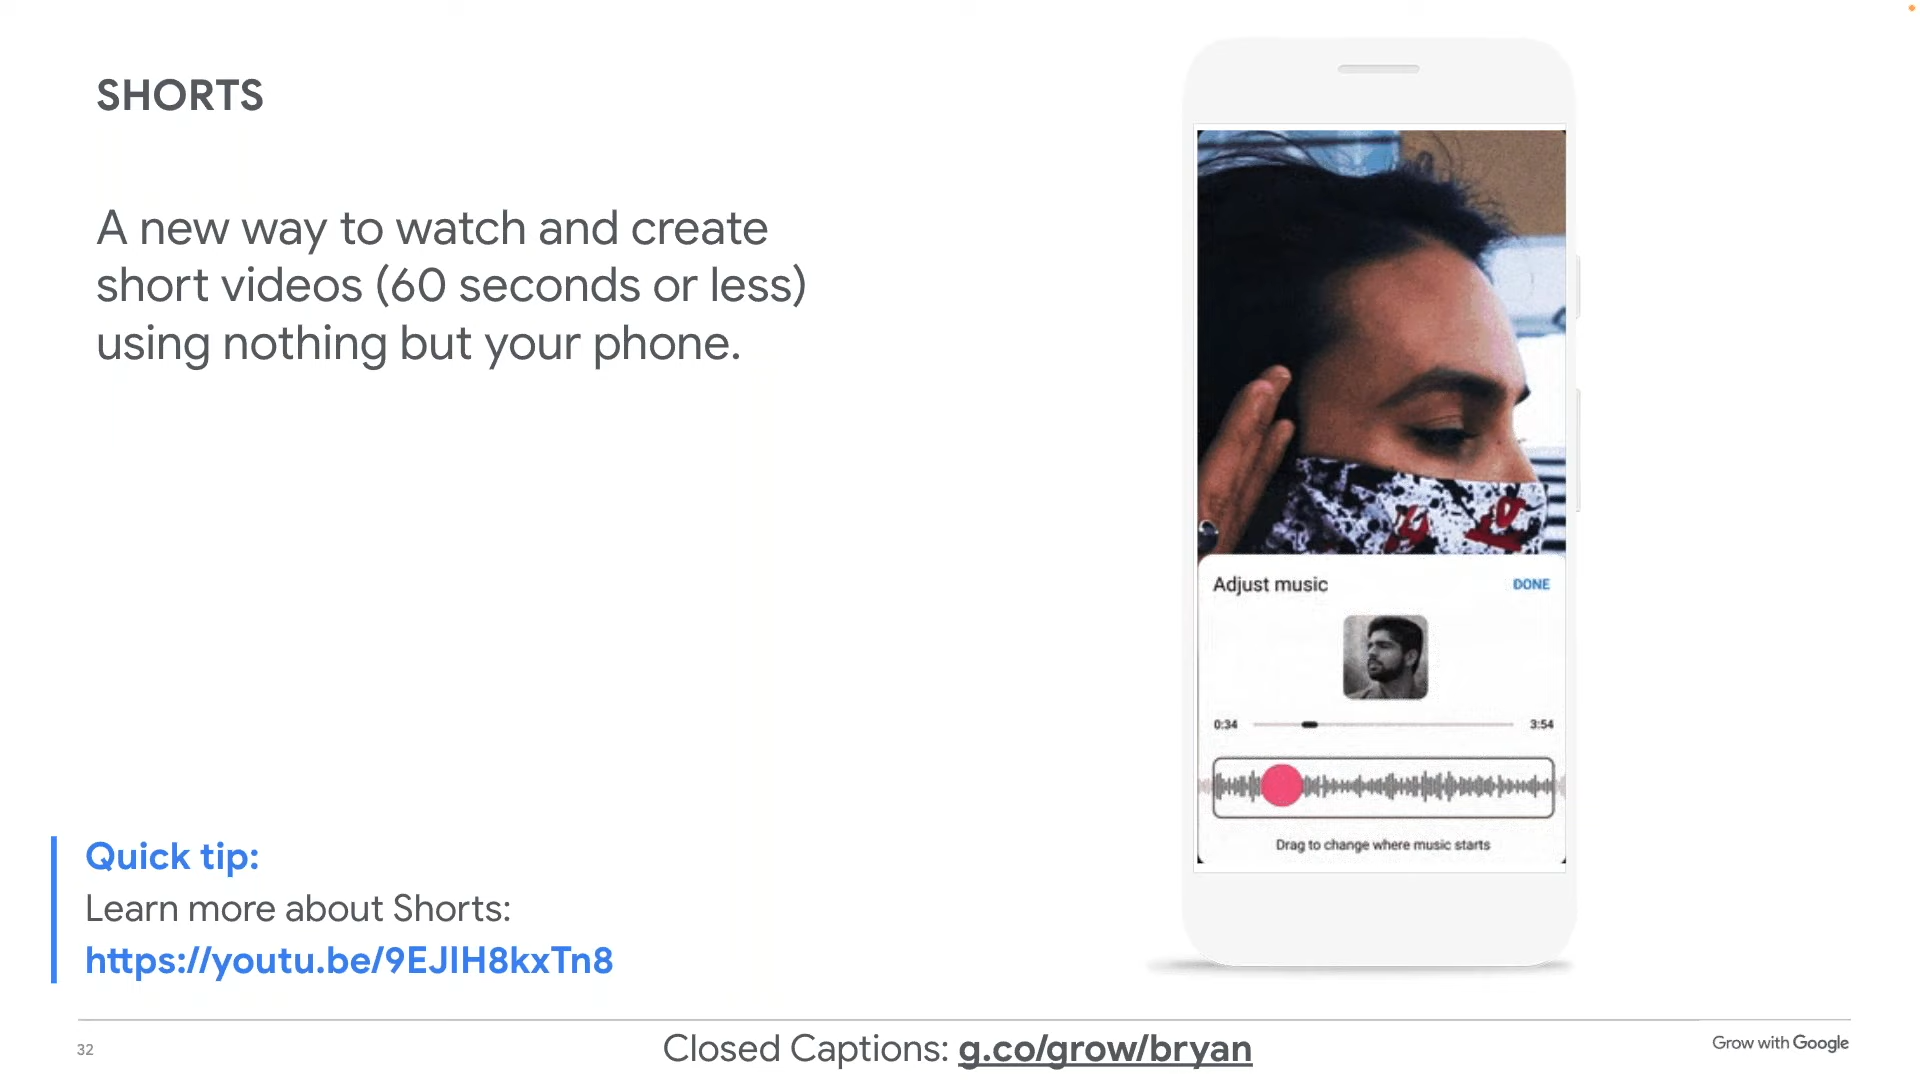 SHORTS
A new way to watch and create
short videos (60 seconds or less)
using nothing but your phone.
Adjust music
DONE
0:34
3:54
Drag to change where music starts
Quick tip:
Learn more about Shorts:
https://youtu.be/9EJIH8kxTn8
32
Closed Captions: g.co/grow/bryan
Grow with Google